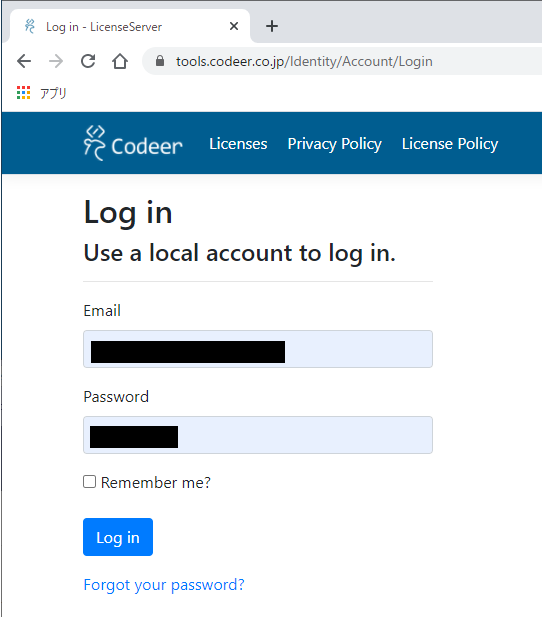 Log in - LicenseServer
tools.codeer.co.jp/Identity/Account/Login
アプリ
Codeer Licenses Privacy Policy License Policy
Log in
Use a local account to log in.
Email
Password
Remember me?
Log in
Forgot your password?